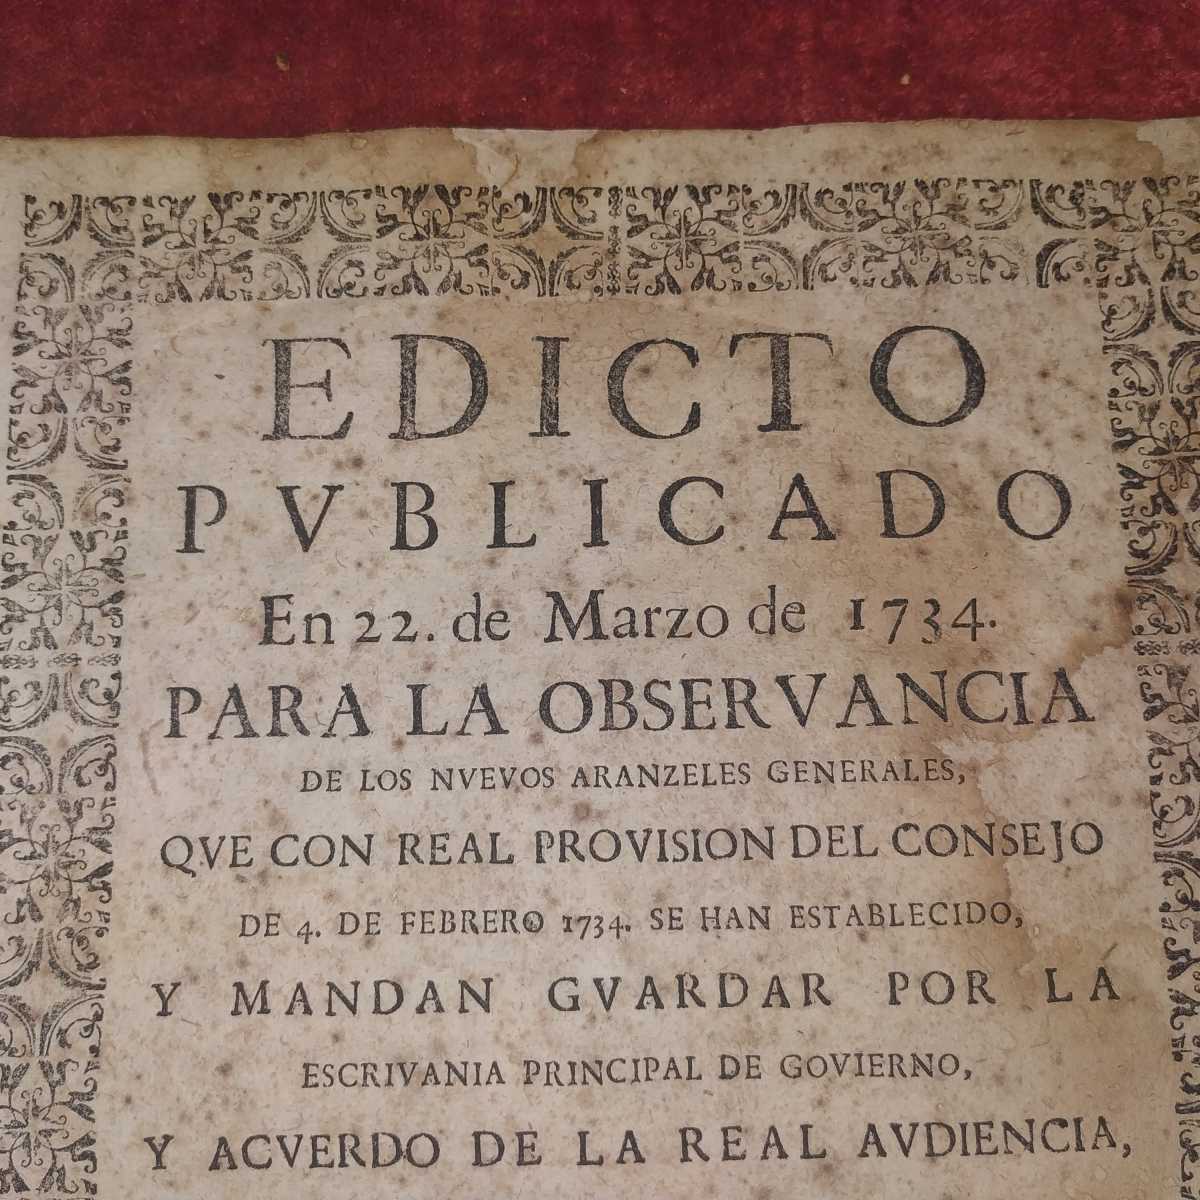 EDICTO
PVBLICADO
En 22. de Marzo de 1734.
PARA LA OBSERVANCIA
DE LOS NVEVOS ARANZELES GENERALES,
QVE CON REAL PROVISION DEL CONSEJO
DE 4. DE FEBRERO 1734. SE HAN ESTABLECIDO,
Y MANDAN GVARDAR POR LA
ESCRIVANIA PRINCIPAL DE GOVIERNO,
Y ACVERDO DE LA REAL AVDIENCIA,